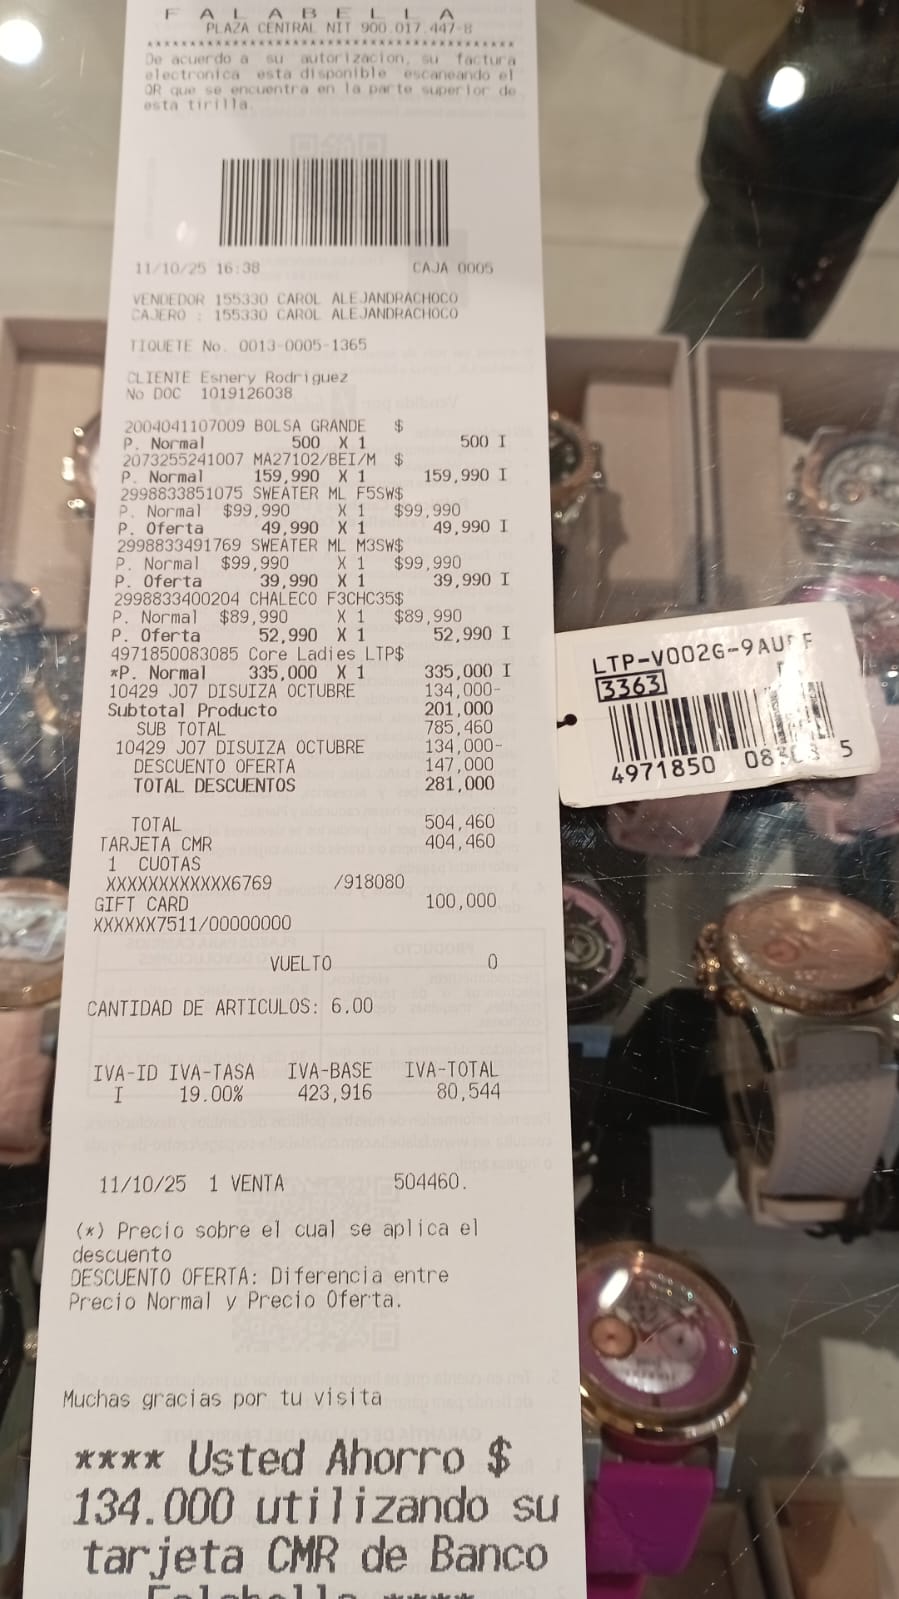 F A L A B E L L A
PLAZA CENTRAL NIT 900.017.447-8
****************************************
De acuerdo a su autorizacion, su factura
electronica esta disponible escaneando el
QR que se encuentra en la parte superior de
esta tirilla.
11/10/25 16:38 CAJA 0005
VENDEDOR 155330 CAROL ALEJANDRACHOCO
CAJERO : 155330 CAROL ALEJANDRACHOCO
TIQUETE No. 0013-0005-1365
CLIENTE Esnery Rodriguez
No DOC 1019126038
2004041107009 BOLSA GRANDE $
P. Normal 500 X 1 500 I
2073255241007 MA27102/BEI/M $
P. Normal 159,990 X 1 159,990 I
2998833851075 SWEATER ML F5SW$
P. Normal $99,990 X 1 $99,990
P. Oferta 49,990 X 1 49,990 I
2998833491769 SWEATER ML M3SW$
P. Normal $99,990 X 1 $99,990
P. Oferta 39,990 X 1 39,990 I
2998833400204 CHALECO F3CHC35$
P. Normal $89,990 X 1 $89,990
P. Oferta 52,990 X 1 52,990 I
4971850083085 Core Ladies LTP$
*P. Normal 335,000 X 1 335,000 I
10429 J07 DISUIZA OCTUBRE 134,000-
Subtotal Producto 201,000
SUB TOTAL 785,460
10429 J07 DISUIZA OCTUBRE 134,000-
DESCUENTO OFERTA 147,000
TOTAL DESCUENTOS 281,000
TOTAL 504,460
TARJETA CMR 404,460
1 CUOTAS
XXXXXXXXXXXX6769 /918080
GIFT CARD 100,000
XXXXXX7511/00000000
VUELTO 0
CANTIDAD DE ARTICULOS: 6.00
IVA-ID IVA-TASA IVA-BASE IVA-TOTAL
I 19.00% 423,916 80,544
11/10/25 1 VENTA 504460.
(*) Precio sobre el cual se aplica el
descuento
DESCUENTO OFERTA: Diferencia entre
Precio Normal y Precio Oferta.
Muchas gracias por tu visita
**** Usted Ahorro $
134.000 utilizando su
tarjeta CMR de Banco
Falabella ****
3363
4971850